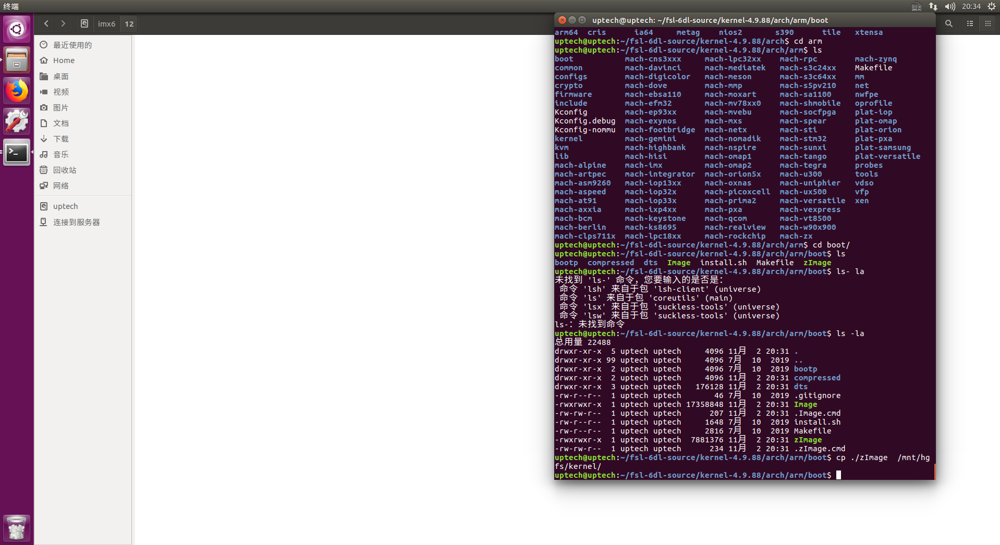 终端
20:34
imx6 12
uptech@uptech: ~/fsl-6dl-source/kernel-4.9.88/arch/arm/boot
最近使用的
Home
桌面
视频
图片
文档
下载
音乐
回收站
网络
uptech
连接到服务器
arm64 cris ia64 metag nios2 s390 tile xtensa
uptech@uptech:~/fsl-6dl-source/kernel-4.9.88/arch$ cd arm
uptech@uptech:~/fsl-6dl-source/kernel-4.9.88/arch/arm$ ls
boot mach-cns3xxx mach-lpc32xx mach-rpc mach-zynq
common mach-davinci mach-mediatek mach-s3c24xx Makefile
configs mach-digicolor mach-meson mach-s3c64xx mm
crypto mach-dove mach-mmp mach-s5pv210 net
firmware mach-ebsa110 mach-moxart mach-sa1100 nwfpe
include mach-efm32 mach-mv78xx0 mach-shmobile oprofile
Kconfig mach-ep93xx mach-mvebu mach-socfpga plat-iop
Kconfig.debug mach-exynos mach-mxs mach-spear plat-omap
Kconfig-nommu mach-footbridge mach-netx mach-sti plat-orion
kernel mach-gemini mach-nomadik mach-stm32 plat-pxa
kvm mach-highbank mach-nspire mach-sunxi plat-samsung
lib mach-hisi mach-omap1 mach-tango plat-versatile
mach-alpine mach-imx mach-omap2 mach-tegra probes
mach-artpec mach-integrator mach-orion5x mach-u300 tools
mach-asm9260 mach-iop13xx mach-oxnas mach-uniphier vdso
mach-aspeed mach-iop32x mach-picoxcell mach-ux500 vfp
mach-at91 mach-iop33x mach-prima2 mach-versatile xen
mach-axxia mach-ixp4xx mach-pxa mach-vexpress
mach-bcm mach-keystone mach-qcom mach-vt8500
mach-berlin mach-ks8695 mach-realview mach-w90x900
mach-clps711x mach-lpc18xx mach-rockchip mach-zx
uptech@uptech:~/fsl-6dl-source/kernel-4.9.88/arch/arm$ cd boot/
uptech@uptech:~/fsl-6dl-source/kernel-4.9.88/arch/arm/boot$ ls
bootp compressed dts Image install.sh Makefile zImage
uptech@uptech:~/fsl-6dl-source/kernel-4.9.88/arch/arm/boot$ ls- la
未找到 'ls-' 命令，您要输入的是否是：
命令 'lsh' 来自于包 'lsh-client' (universe)
命令 'ls' 来自于包 'coreutils' (main)
命令 'lsx' 来自于包 'suckless-tools' (universe)
命令 'lsw' 来自于包 'suckless-tools' (universe)
ls-：未找到命令
uptech@uptech:~/fsl-6dl-source/kernel-4.9.88/arch/arm/boot$ ls -la
总用量 22488
drwxr-xr-x 5 uptech uptech 4096 11月 2 20:31 .
drwxr-xr-x 99 uptech uptech 4096 7月 10 2019 ..
drwxr-xr-x 2 uptech uptech 4096 7月 10 2019 bootp
drwxr-xr-x 2 uptech uptech 4096 11月 2 20:31 compressed
drwxr-xr-x 3 uptech uptech 176128 11月 2 20:31 dts
-rw-r--r-- 1 uptech uptech 46 7月 10 2019 .gitignore
-rwxrwxr-x 1 uptech uptech 17358848 11月 2 20:31 Image
-rw-rw-r-- 1 uptech uptech 207 11月 2 20:31 .Image.cmd
-rw-r--r-- 1 uptech uptech 1648 7月 10 2019 install.sh
-rw-r--r-- 1 uptech uptech 2816 7月 10 2019 Makefile
-rwxrwxr-x 1 uptech uptech 7881376 11月 2 20:31 zImage
-rw-rw-r-- 1 uptech uptech 234 11月 2 20:31 .zImage.cmd
uptech@uptech:~/fsl-6dl-source/kernel-4.9.88/arch/arm/boot$ cp ./zImage /mnt/hg
fs/kernel/
uptech@uptech:~/fsl-6dl-source/kernel-4.9.88/arch/arm/boot$